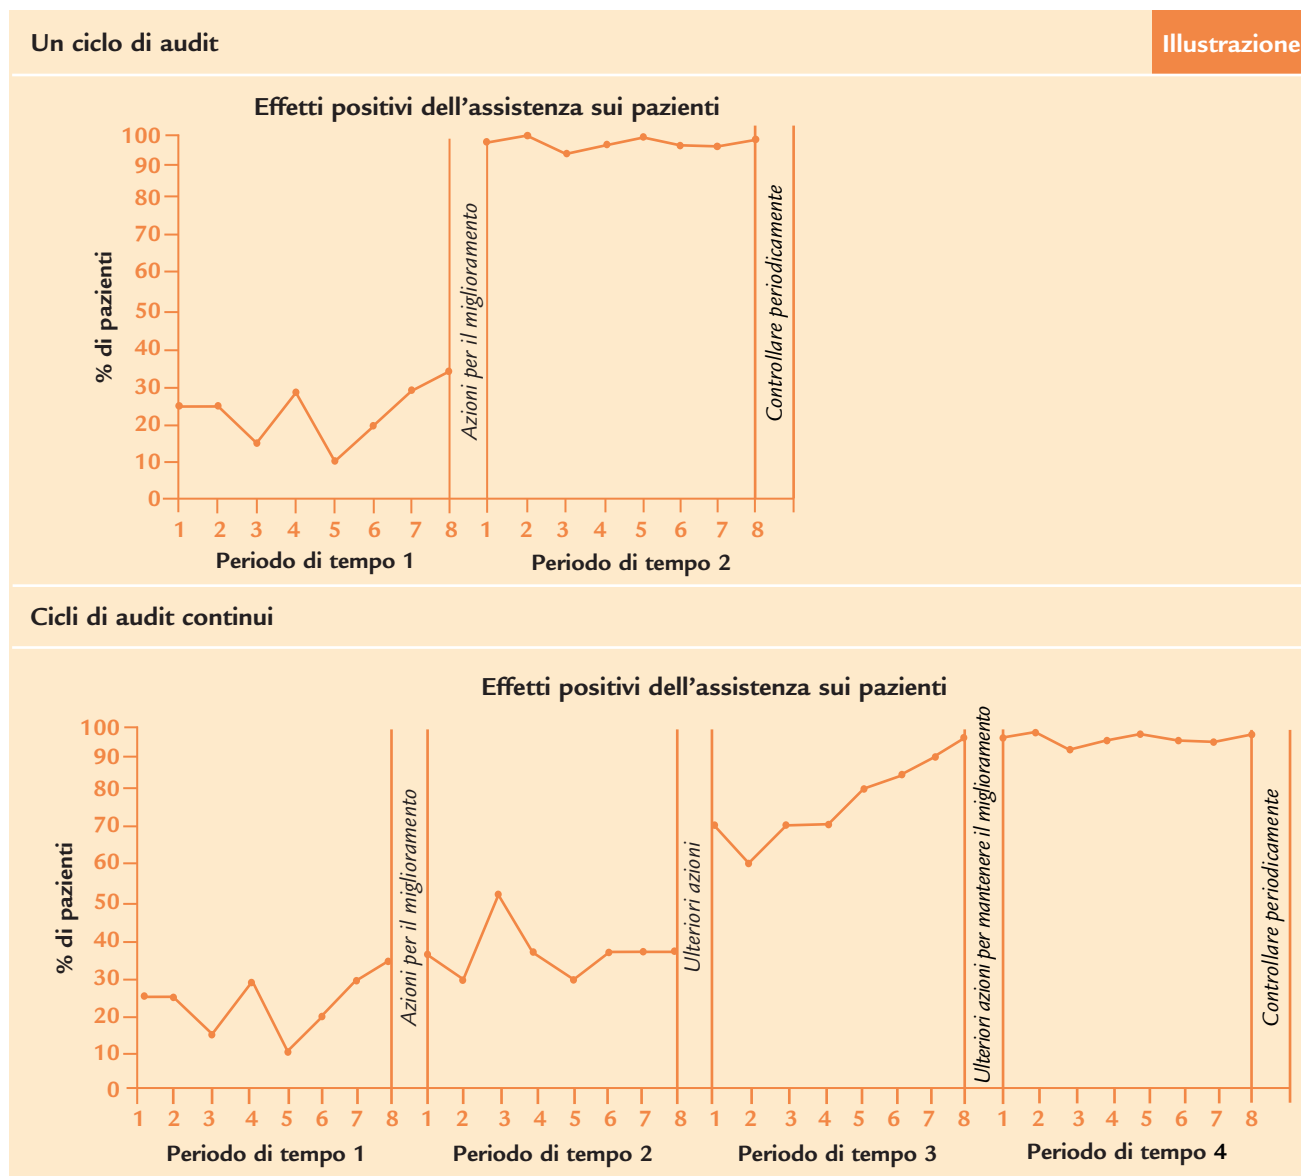 Un ciclo di audit
Illustrazione
Effetti positivi dell'assistenza sui pazienti
% di pazienti
100
90
80
70
60
50
40
30
20
10
0
Azioni per il miglioramento
Controllare periodicamente
1 2 3 4 5 6 7 8 1 2 3 4 5 6 7 8
Periodo di tempo 1 Periodo di tempo 2
Cicli di audit continui
Effetti positivi dell'assistenza sui pazienti
% di pazienti
100
90
80
70
60
50
40
30
20
10
0
Azioni per il miglioramento
Ulteriori azioni
Ulteriori azioni per mantenere il miglioramento
Controllare periodicamente
1 2 3 4 5 6 7 8 1 2 3 4 5 6 7 8 1 2 3 4 5 6 7 8 1 2 3 4 5 6 7 8
Periodo di tempo 1 Periodo di tempo 2 Periodo di tempo 3 Periodo di tempo 4